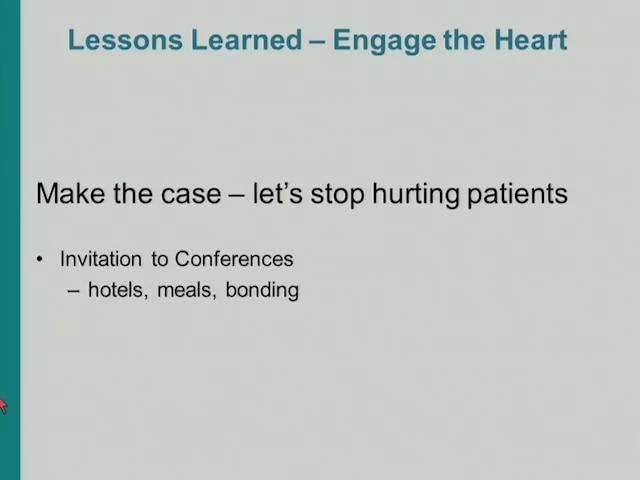 Lessons Learned – Engage the Heart
Make the case – let's stop hurting patients
• Invitation to Conferences
– hotels, meals, bonding